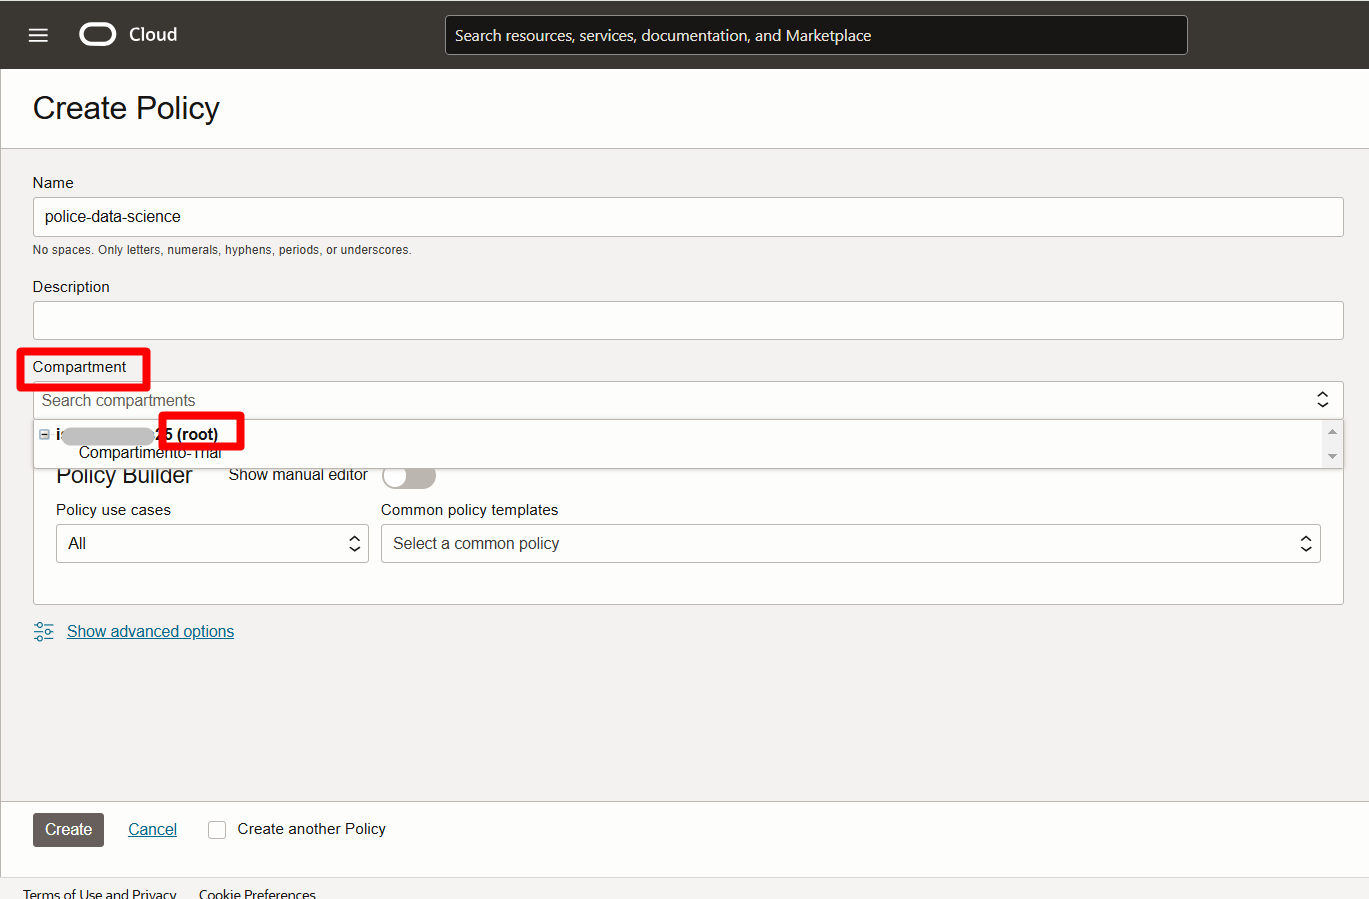 Cloud
Search resources, services, documentation, and Marketplace
Create Policy
Name
police-data-science
No spaces. Only letters, numerals, hyphens, periods, or underscores.
Description
Compartment
Search compartments
(root)
Compartimento-Trial
Policy Builder
Show manual editor
Policy use cases
Common policy templates
All
Select a common policy
Show advanced options
Create
Cancel
Create another Policy
Terms of Use and Privacy
Cookie Preferences